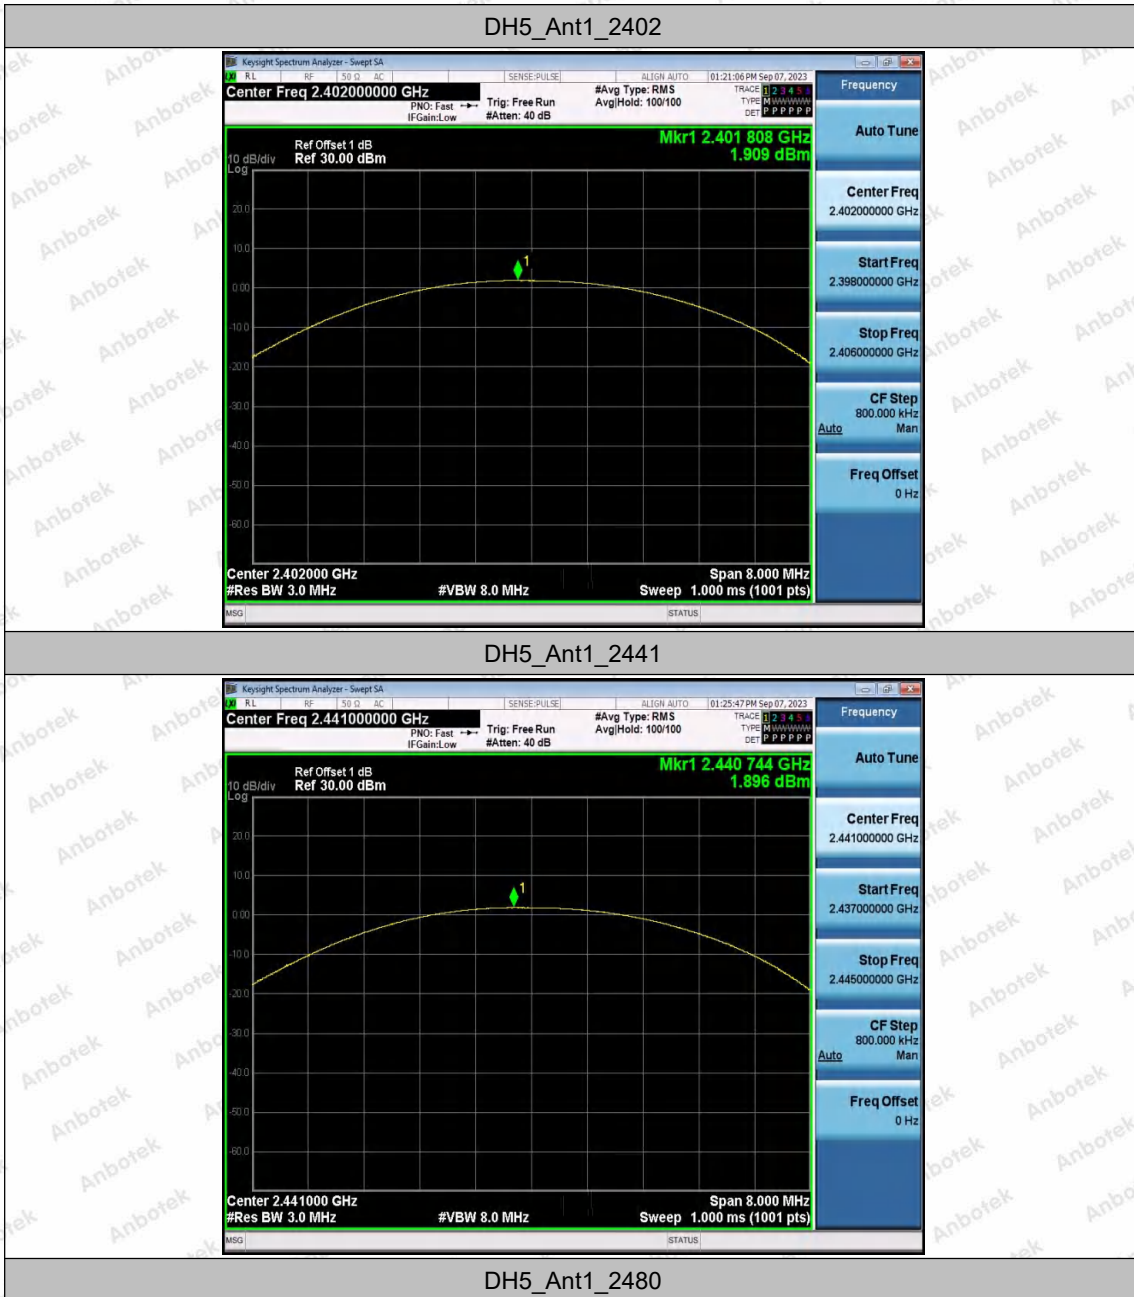 DH5_Ant1_2402
Keysight Spectrum Analyzer - Swept SA
RL RF 50 Ω AC SENSE:PULSE ALIGN AUTO 01:21:06 PM Sep 07, 2023
Center Freq 2.402000000 GHz
PNO: Fast
IFGain:Low
Trig: Free Run
#Atten: 40 dB
#Avg Type: RMS
Avg|Hold: 100/100
TRACE 1 2 3 4 5 6
TYPE M
DET P P P P P P
Frequency
Mkr1 2.401 808 GHz
1.909 dBm
Ref Offset 1 dB
10 dB/div Ref 30.00 dBm
Log
20.0
10.0
0.00
-10.0
-20.0
-30.0
-40.0
-50.0
-60.0
1
Center 2.402000 GHz Span 8.000 MHz
#Res BW 3.0 MHz #VBW 8.0 MHz Sweep 1.000 ms (1001 pts)
MSG STATUS
Auto Tune
Center Freq
2.402000000 GHz
Start Freq
2.398000000 GHz
Stop Freq
2.406000000 GHz
CF Step
800.000 kHz
Auto Man
Freq Offset
0 Hz
DH5_Ant1_2441
Keysight Spectrum Analyzer - Swept SA
RL RF 50 Ω AC SENSE:PULSE ALIGN AUTO 01:25:47 PM Sep 07, 2023
Center Freq 2.441000000 GHz
PNO: Fast
IFGain:Low
Trig: Free Run
#Atten: 40 dB
#Avg Type: RMS
Avg|Hold: 100/100
TRACE 1 2 3 4 5 6
TYPE M
DET P P P P P P
Frequency
Mkr1 2.440 744 GHz
1.896 dBm
Ref Offset 1 dB
10 dB/div Ref 30.00 dBm
Log
20.0
10.0
0.00
-10.0
-20.0
-30.0
-40.0
-50.0
-60.0
1
Center 2.441000 GHz Span 8.000 MHz
#Res BW 3.0 MHz #VBW 8.0 MHz Sweep 1.000 ms (1001 pts)
MSG STATUS
Auto Tune
Center Freq
2.441000000 GHz
Start Freq
2.437000000 GHz
Stop Freq
2.445000000 GHz
CF Step
800.000 kHz
Auto Man
Freq Offset
0 Hz
DH5_Ant1_2480
Anbotek